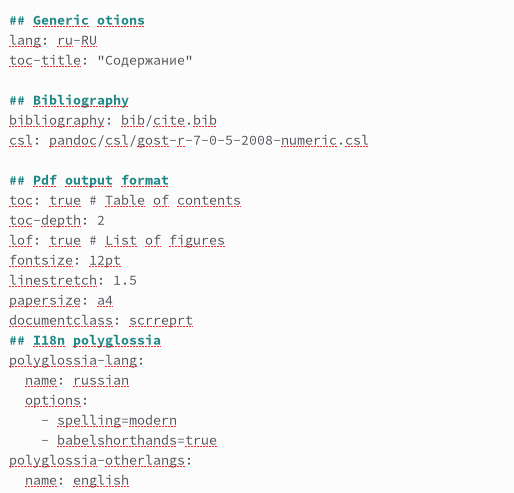 ## Generic otions
lang: ru-RU
toc-title: "Содержание"

## Bibliography
bibliography: bib/cite.bib
csl: pandoc/csl/gost-r-7-0-5-2008-numeric.csl

## Pdf output format
toc: true # Table of contents
toc-depth: 2
lof: true # List of figures
fontsize: 12pt
linestretch: 1.5
papersize: a4
documentclass: scrreprt
## I18n polyglossia
polyglossia-lang:
  name: russian
  options:
    - spelling=modern
    - babelshorthands=true
polyglossia-otherlangs:
  name: english